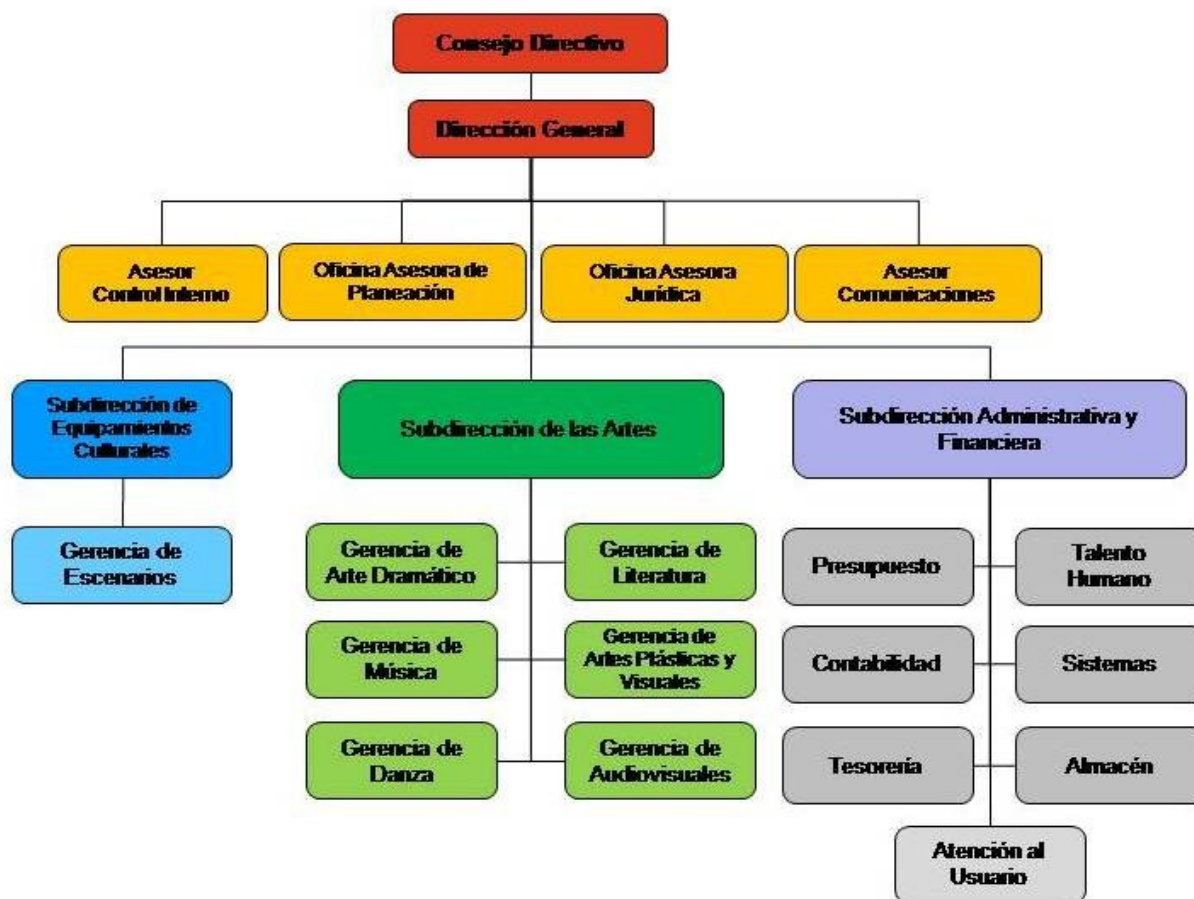 Consejo Directivo
Dirección General
Asesor
Control Interno
Oficina Asesora de
Planeación
Oficina Asesora
Jurídica
Asesor
Comunicaciones
Subdirección de
Equipamientos
Culturales
Subdirección de las Artes
Subdirección Administrativa y
Financiera
Gerencia de
Escenarios
Gerencia de
Arte Dramático
Gerencia de
Literatura
Presupuesto
Talento
Humano
Gerencia de
Música
Gerencia de
Artes Plásticas y
Visuales
Contabilidad
Sistemas
Gerencia de
Danza
Gerencia de
Audiovisuales
Tesorería
Almacén
Atención al
Usuario